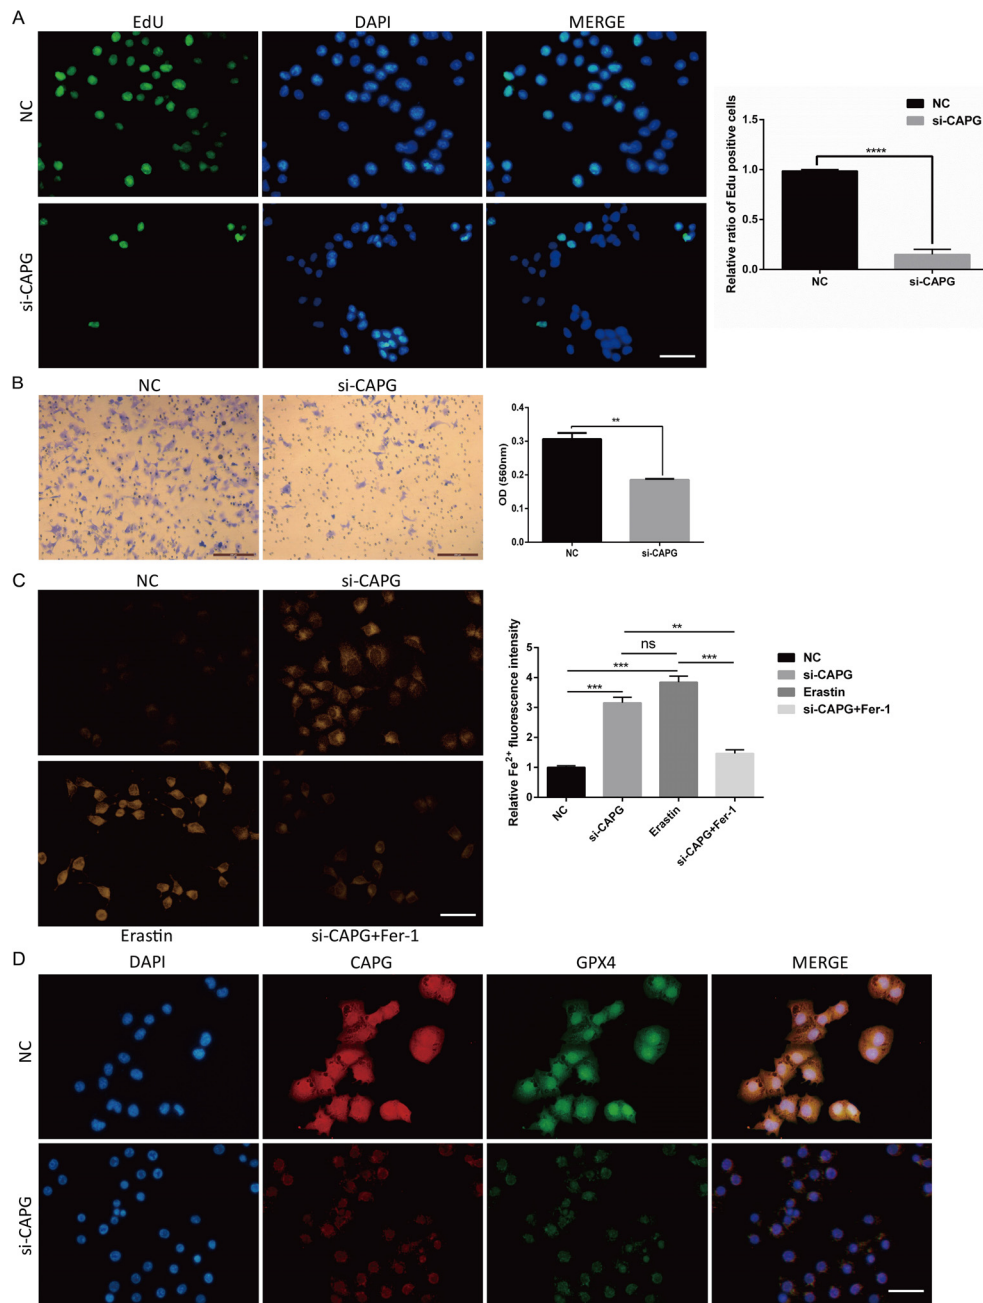 A
EdU
DAPI
MERGE
NC
si-CAPG
Relative ratio of Edu positive cells
1.5
1.0
0.5
0.0
****
NC
si-CAPG
NC
si-CAPG
B
NC
si-CAPG
OD (560nm)
0.4
0.3
0.2
0.1
0.0
**
NC
si-CAPG
C
NC
si-CAPG
Erastin
si-CAPG+Fer-1
Relative Fe²⁺ fluorescence intensity
5
4
3
2
1
0
**
ns
***
***
***
NC
si-CAPG
Erastin
si-CAPG+Fer-1
NC
si-CAPG
Erastin
si-CAPG+Fer-1
D
DAPI
CAPG
GPX4
MERGE
NC
si-CAPG